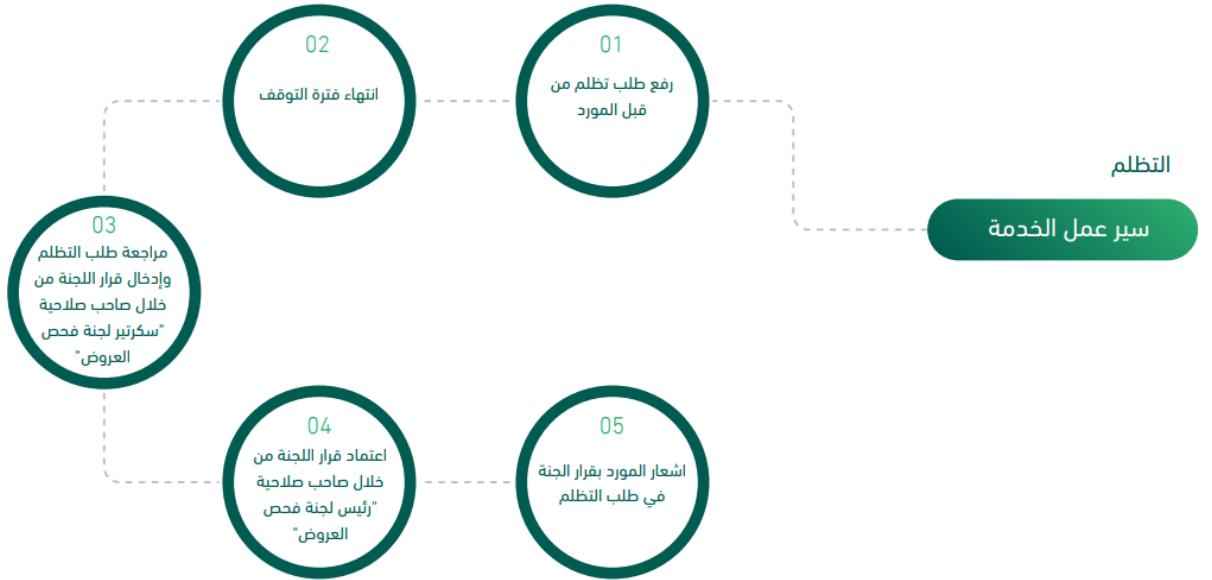 التظلم
سير عمل الخدمة
01
رفع طلب تظلم من
قبل المورد
02
انتهاء فترة التوقف
03
مراجعة طلب التظلم
وإدخال قرار اللجنة من
خلال صاحب صلاحية
"سكرتير لجنة فحص
العروض"
04
اعتماد قرار اللجنة من
خلال صاحب صلاحية
"رئيس لجنة فحص
العروض"
05
اشعار المورد بقرار الجنة
في طلب التظلم